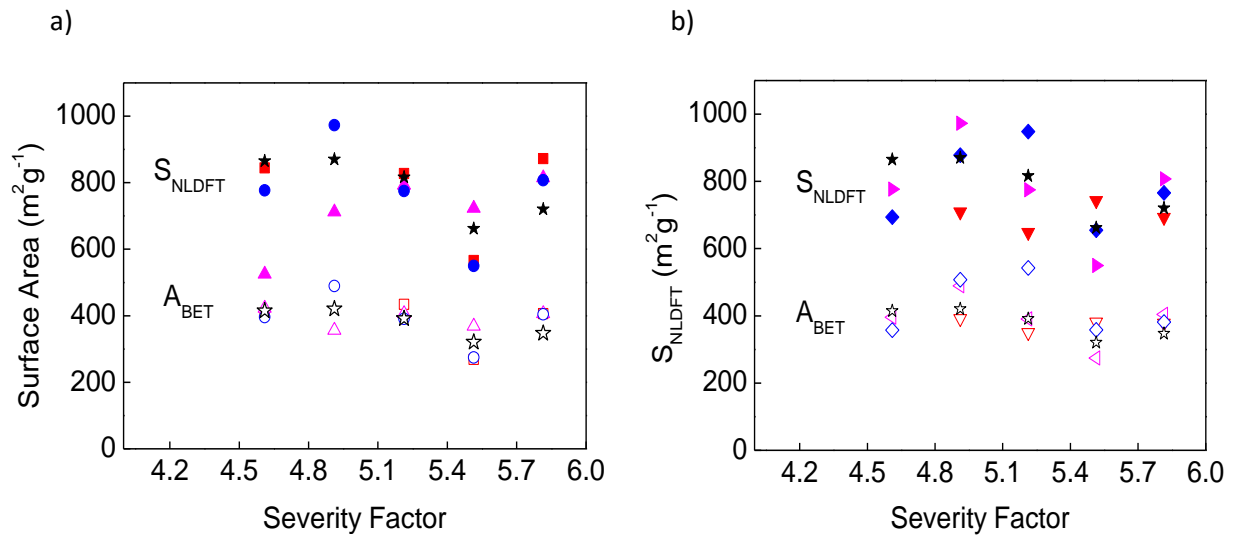 a)
1000
800
600
400
200
0
S_NLDFT
A_BET
Surface Area (m²g⁻¹)
4.2 4.5 4.8 5.1 5.4 5.7 6.0
Severity Factor
b)
1000
800
600
400
200
0
S_NLDFT
A_BET
S_NLDFT (m²g⁻¹)
4.2 4.5 4.8 5.1 5.4 5.7 6.0
Severity Factor